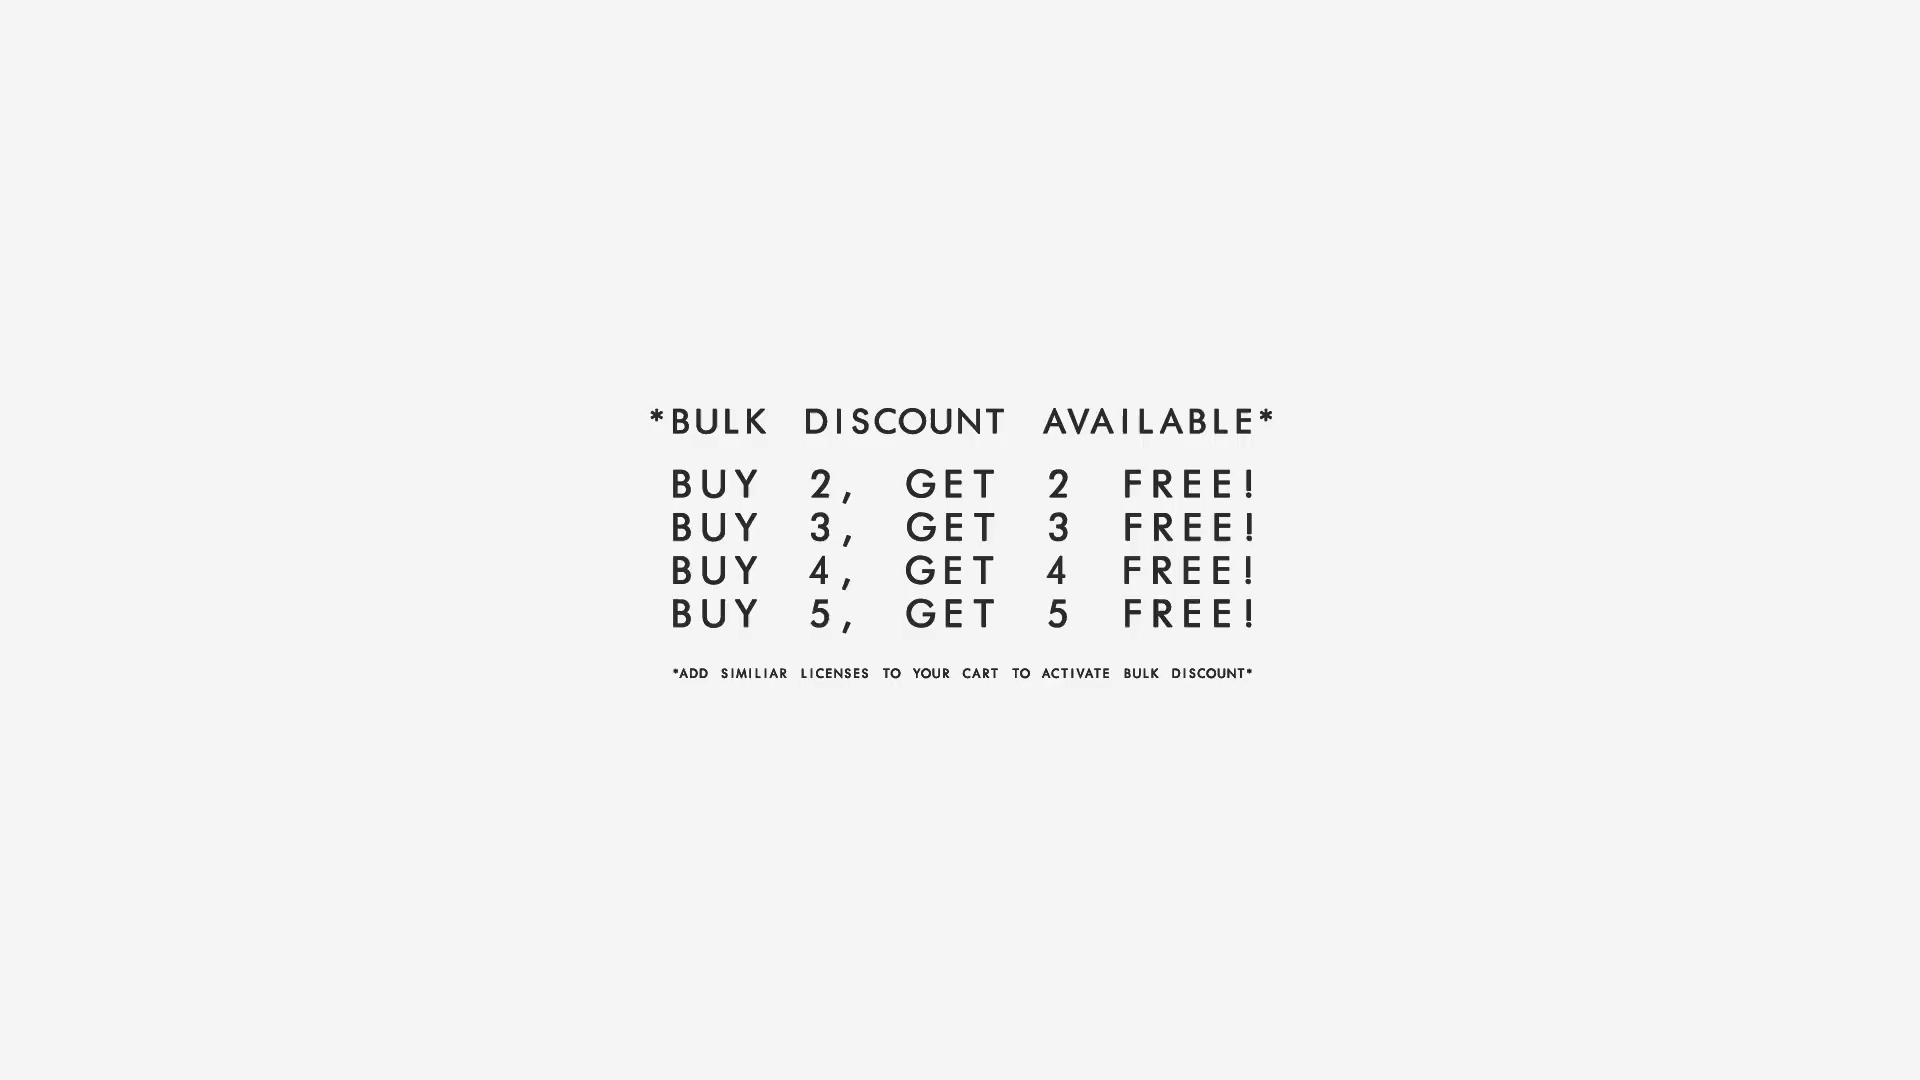 *BULK DISCOUNT AVAILABLE*
BUY 2, GET 2 FREE!
BUY 3, GET 3 FREE!
BUY 4, GET 4 FREE!
BUY 5, GET 5 FREE!
*ADD SIMILIAR LICENSES TO YOUR CART TO ACTIVATE BULK DISCOUNT*